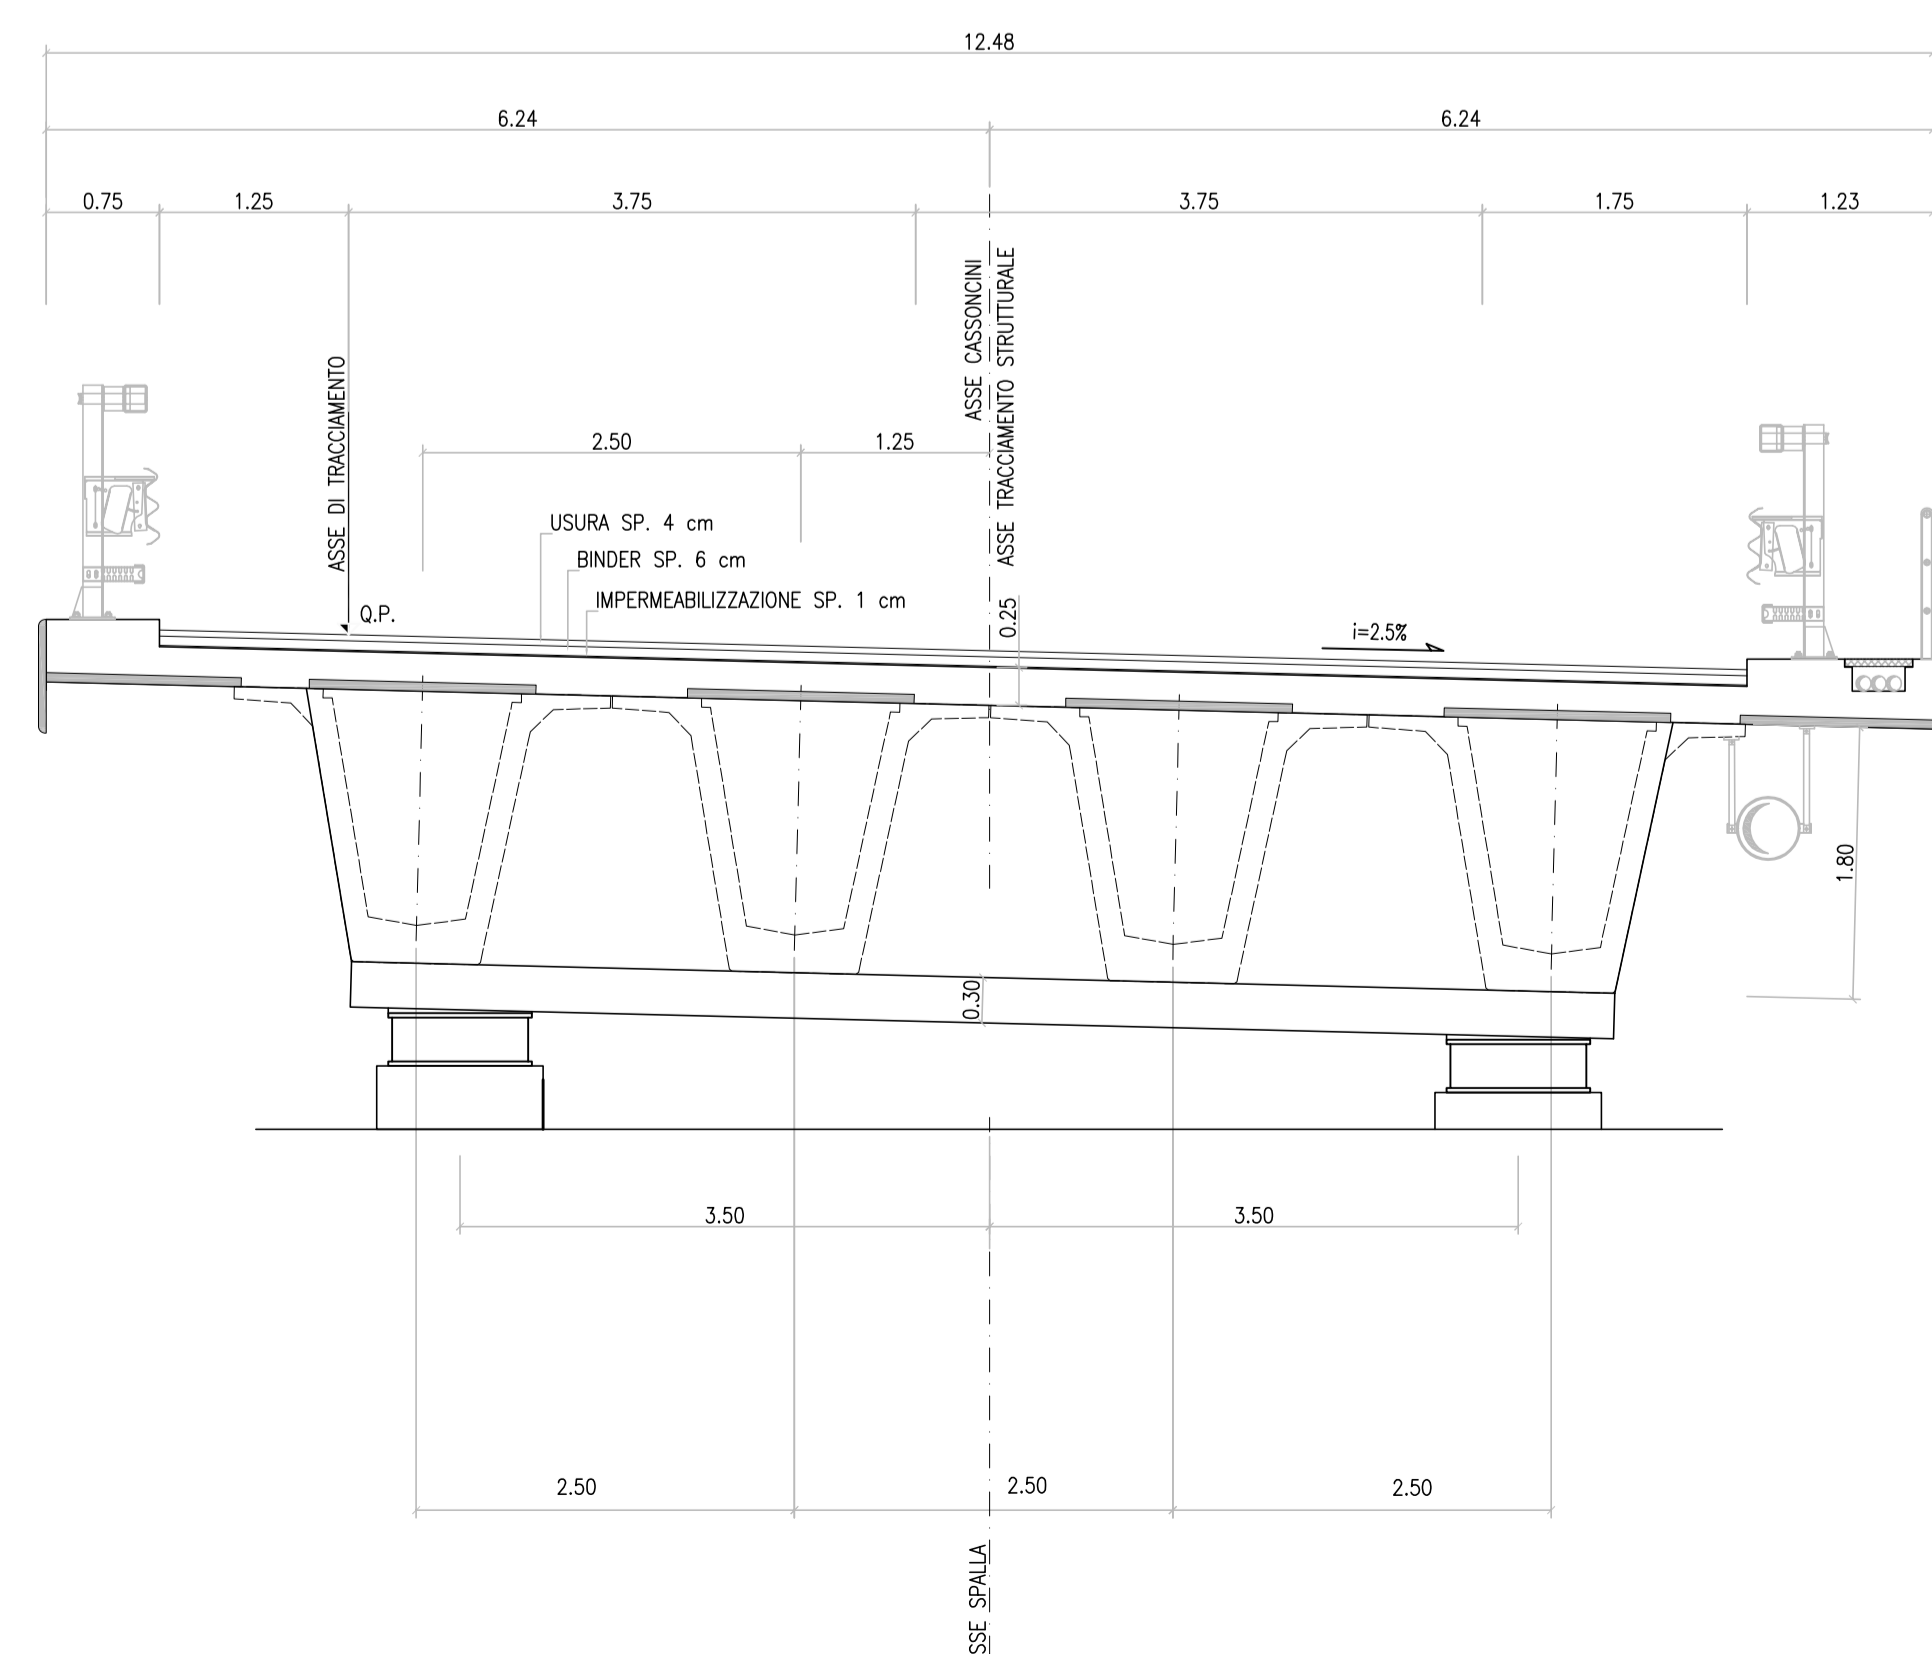 12.48
6.24 6.24
0.75 1.25 3.75 3.75 1.75 1.23
ASSE CASSONCINI
ASSE TRACCIAMENTO STRUTTURALE
ASSE DI TRACCIAMENTO
2.50 1.25
USURA SP. 4 cm
BINDER SP. 6 cm
IMPERMEABILIZZAZIONE SP. 1 cm
Q.P.
0.25
i=2.5%
1.80
0.30
3.50 3.50
2.50 2.50 2.50
SSE SPALLA